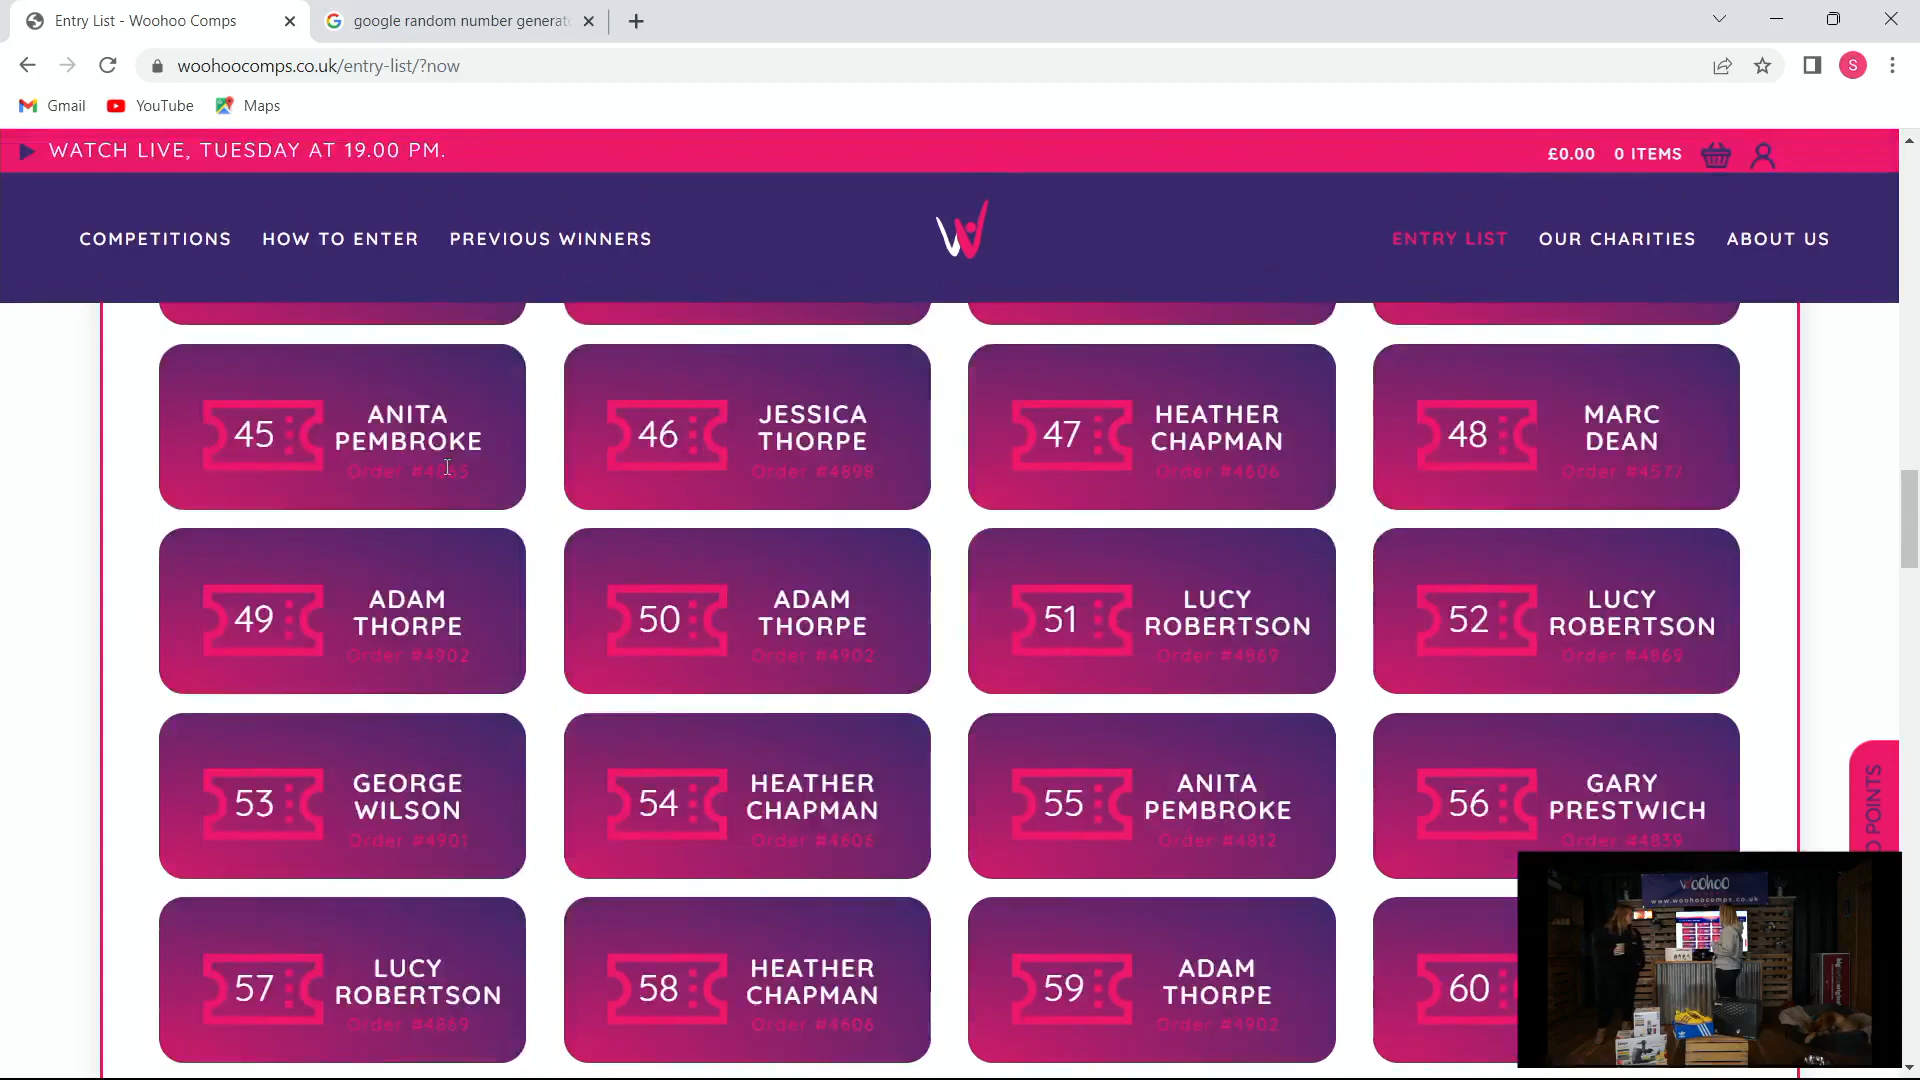 Entry List - Woohoo Comps
google random number generat
woohoocomps.co.uk/entry-list/?now
S
Gmail
YouTube
Maps
WATCH LIVE, TUESDAY AT 19.00 PM.
£0.00 0 ITEMS
COMPETITIONS
HOW TO ENTER
PREVIOUS WINNERS
W
ENTRY LIST
OUR CHARITIES
ABOUT US
45
ANITA
PEMBROKE
Order
46
JESSICA
THORPE
Order #4898
47
HEATHER
CHAPMAN
Order #4606
48
MARC
DEAN
Order #4577
49
ADAM
THORPE
Order #4902
50
ADAM
THORPE
Order #4902
51
LUCY
ROBERTSON
Order #4869
52
LUCY
ROBERTSON
Order #4869
53
GEORGE
WILSON
Order #4901
54
HEATHER
CHAPMAN
Order #4606
55
ANITA
PEMBROKE
Order #4812
56
GARY
PRESTWICH
Order #4839
57
LUCY
ROBERTSON
Order #4869
58
HEATHER
CHAPMAN
Order #4606
59
ADAM
THORPE
Order #4902
60
POINTS
woohoo
www.woohoocomps.co.uk